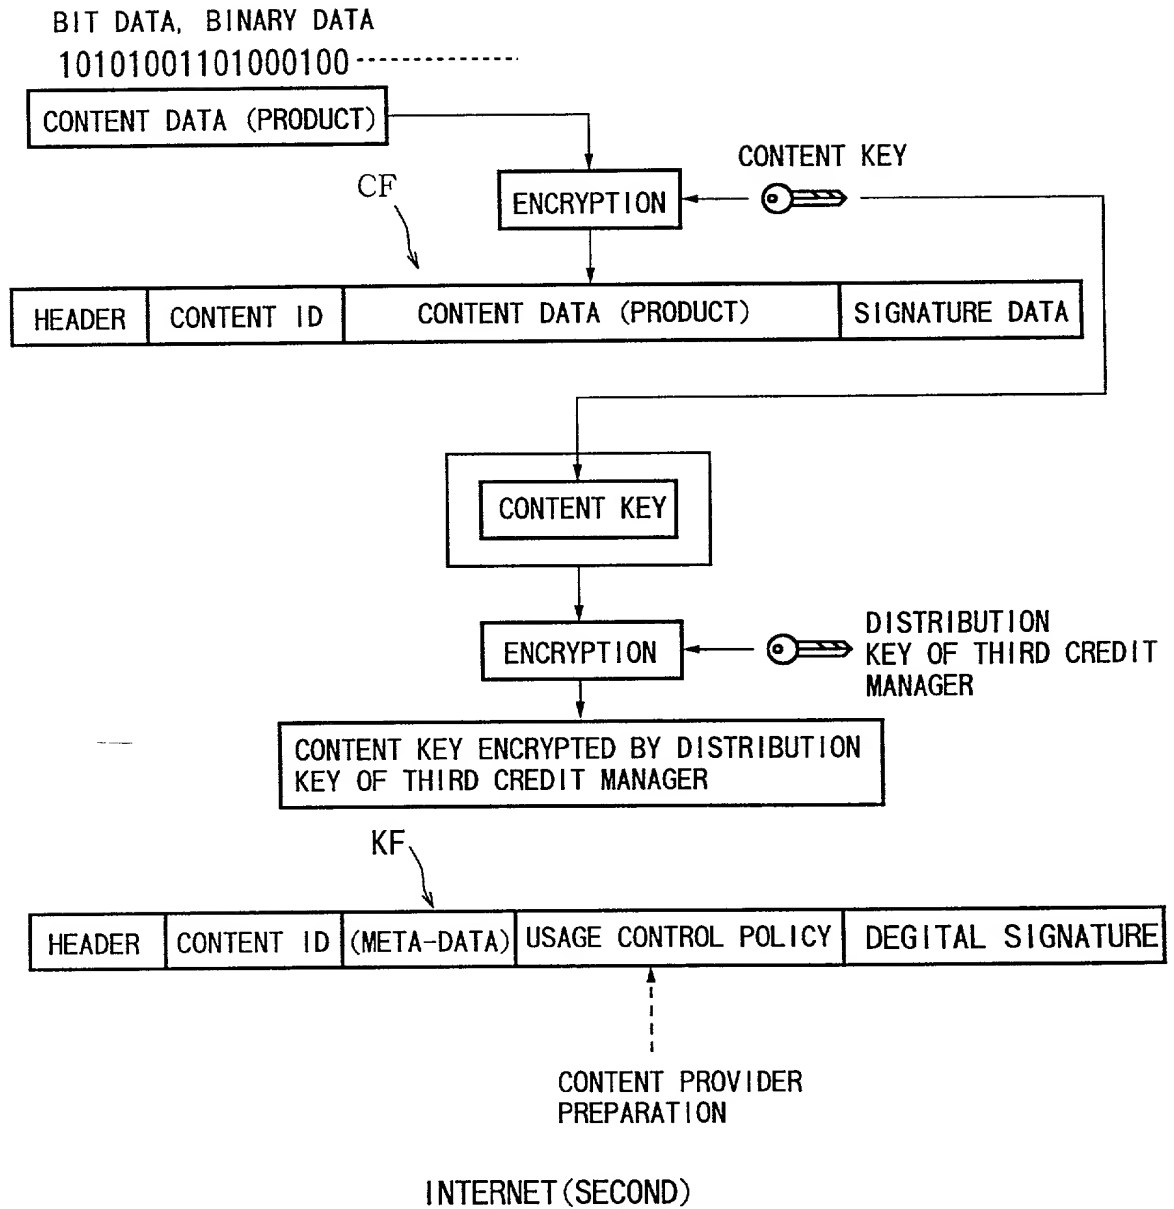 BIT DATA, BINARY DATA
10101001101000100
CONTENT DATA (PRODUCT)
CONTENT KEY
CF
ENCRYPTION
HEADER CONTENT ID CONTENT DATA (PRODUCT) SIGNATURE DATA
CONTENT KEY
ENCRYPTION
DISTRIBUTION
KEY OF THIRD CREDIT
MANAGER
CONTENT KEY ENCRYPTED BY DISTRIBUTION
KEY OF THIRD CREDIT MANAGER
KF
HEADER CONTENT ID (META-DATA) USAGE CONTROL POLICY DEGITAL SIGNATURE
CONTENT PROVIDER
PREPARATION
INTERNET(SECOND)